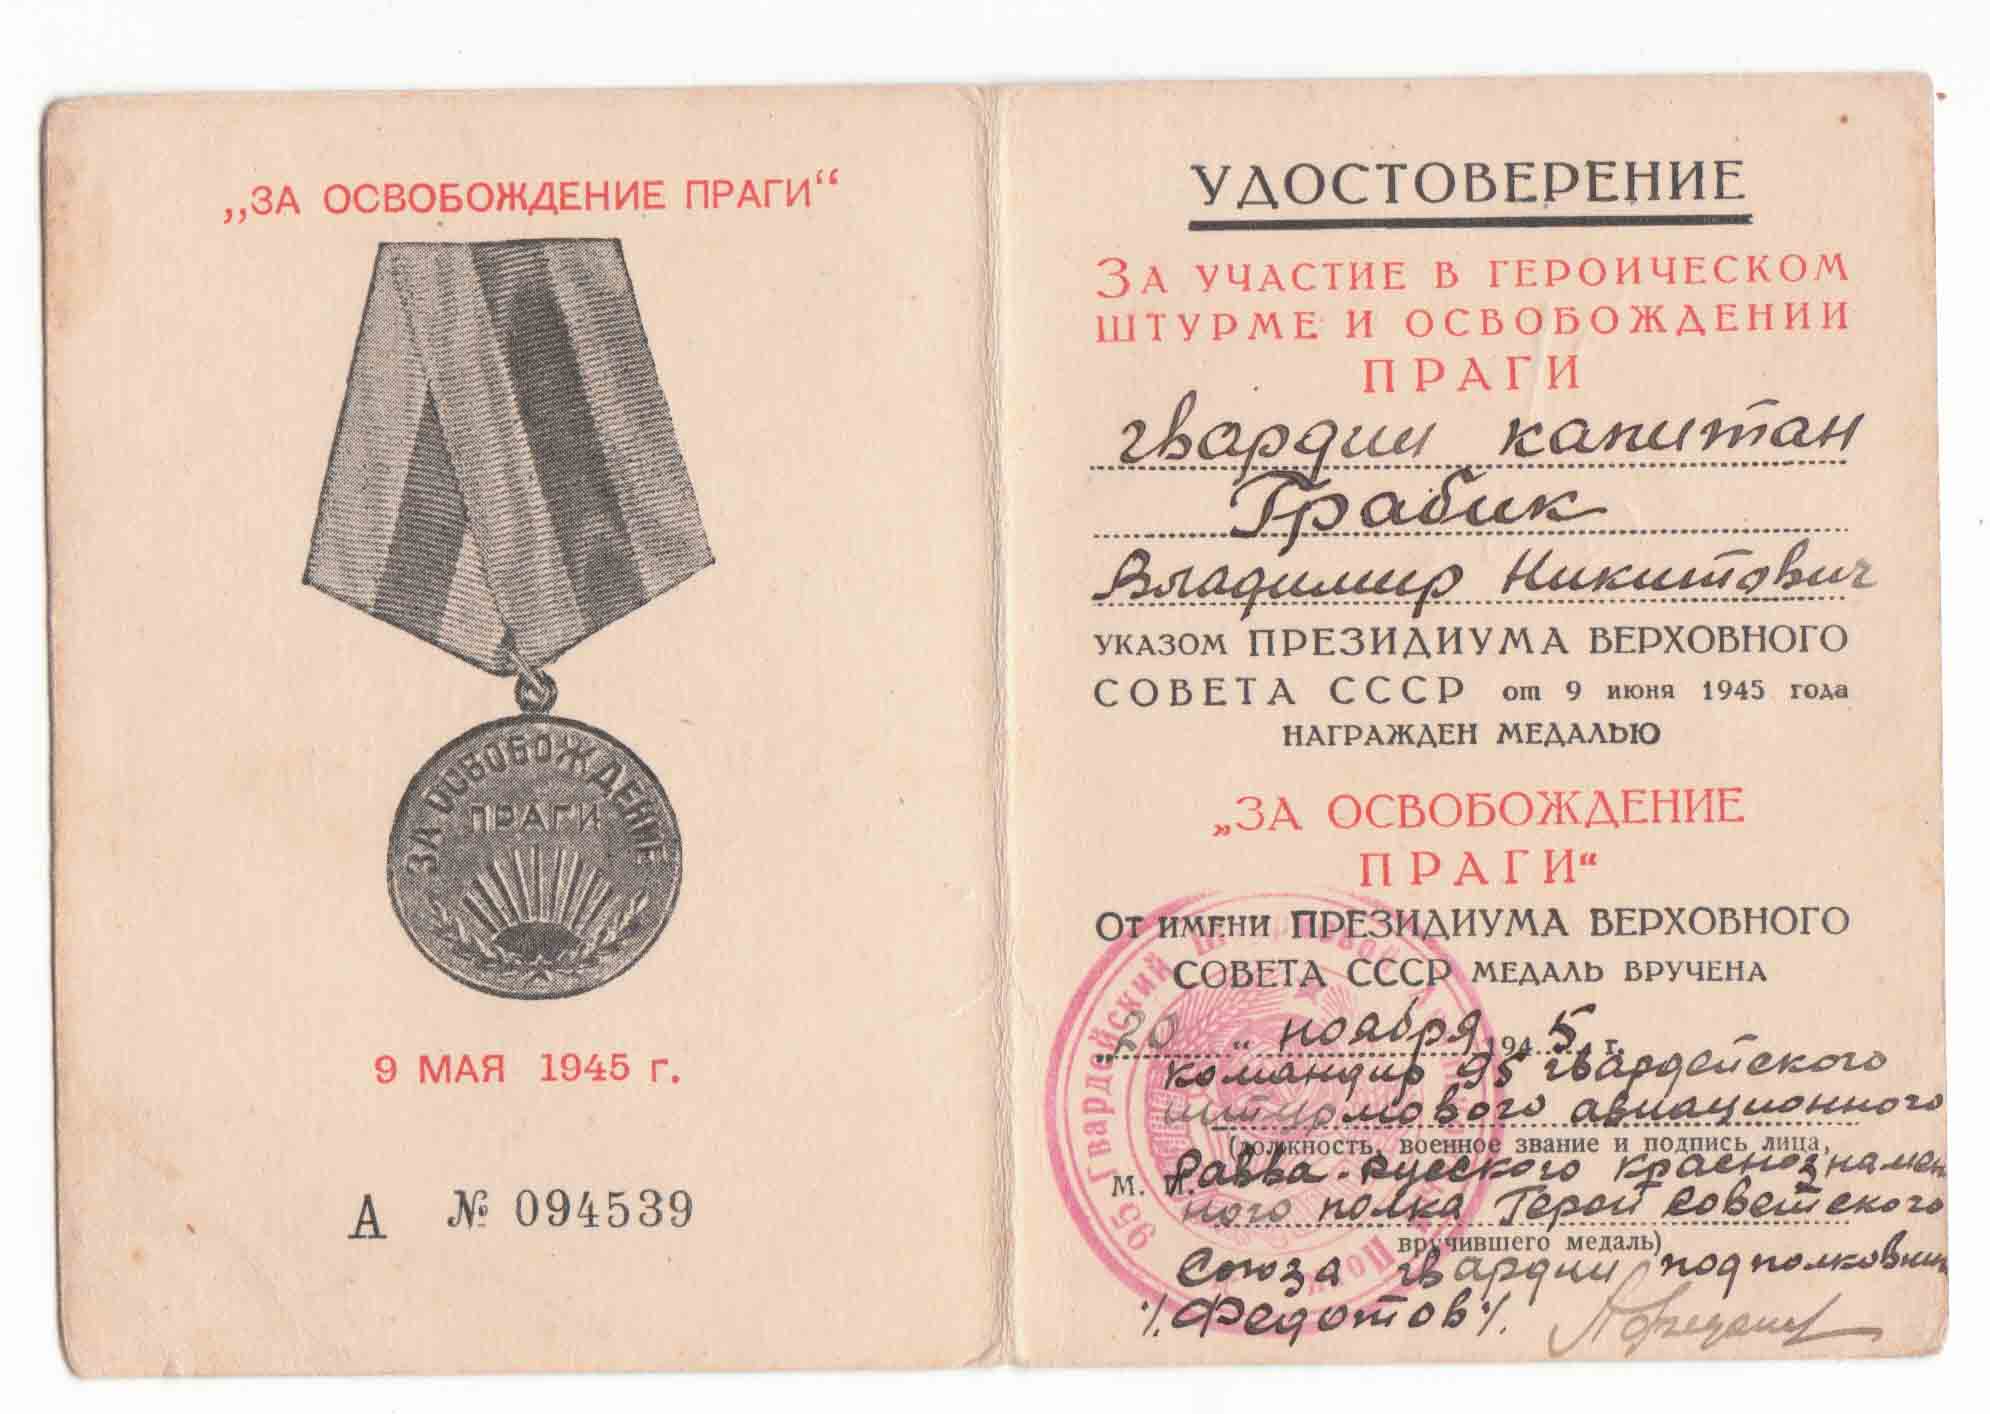 „ЗА ОСВОБОЖДЕНИЕ ПРАГИ“
ЗА ОСВОБОЖДЕНИЕ
ПРАГИ
9 МАЯ 1945 г.
А № 094539
УДОСТОВЕРЕНИЕ
ЗА УЧАСТИЕ В ГЕРОИЧЕСКОМ
ШТУРМЕ И ОСВОБОЖДЕНИИ
ПРАГИ
гвардии капитан
Грабик
Владимир Никитович
УКАЗОМ ПРЕЗИДИУМА ВЕРХОВНОГО
СОВЕТА СССР от 9 июня 1945 года
НАГРАЖДЕН МЕДАЛЬЮ
„ЗА ОСВОБОЖДЕНИЕ
ПРАГИ“
ОТ ИМЕНИ ПРЕЗИДИУМА ВЕРХОВНОГО
СОВЕТА СССР МЕДАЛЬ ВРУЧЕНА
„20“ ноября 1945 г.
командир 95 гвардейского
штурмового авиационного
(должность, военное звание и подпись лица,
Равва-Русского краснознамен
М. П.
ного полка Герой Советского
вручившего медаль)
Союза гвардии подполковник
/Федотов/
95 Гвардейский Полк